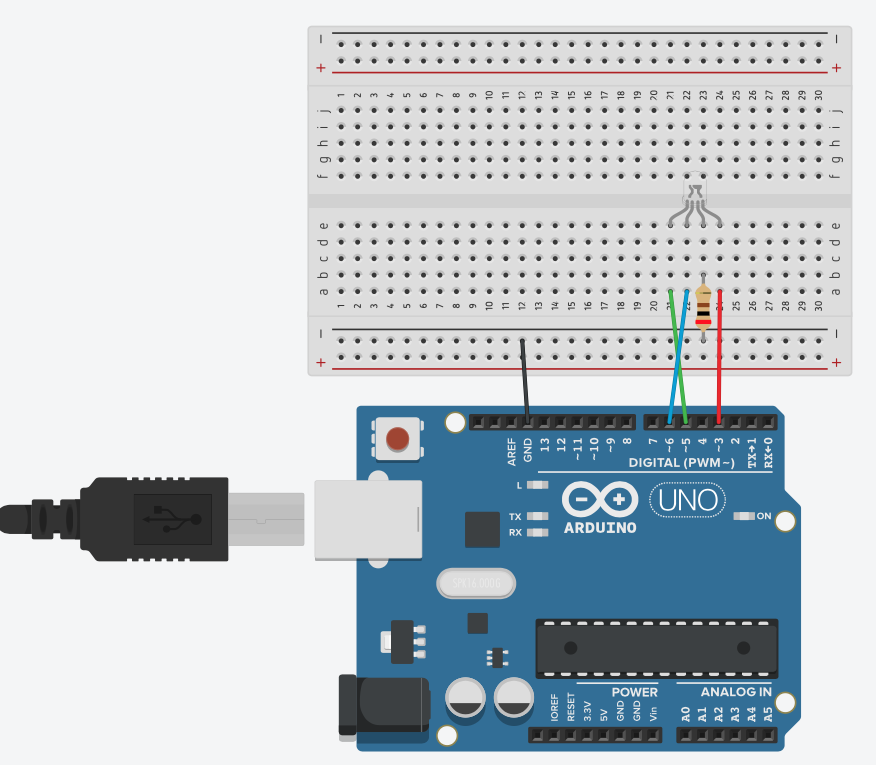 − −
+ +
1 2 3 4 5 6 7 8 9 10 11 12 13 14 15 16 17 18 19 20 21 22 23 24 25 26 27 28 29 30
j j
i i
h h
g g
f f
e e
d d
c c
b b
a a
1 2 3 4 5 6 7 8 9 10 11 12 13 14 15 16 17 18 19 20 21 22 24 25 26 27 28 29 30
− −
+ +
AREF GND 13 12 ~11 ~10 ~9 8 7 ~6 ~5 4 ~3 2 TX→1 RX←0
DIGITAL (PWM~)
L
TX
RX
ARDUINO
UNO
ON
POWER
ANALOG IN
IOREF RESET 3.3V 5V GND GND Vin A0 A1 A2 A3 A4 A5